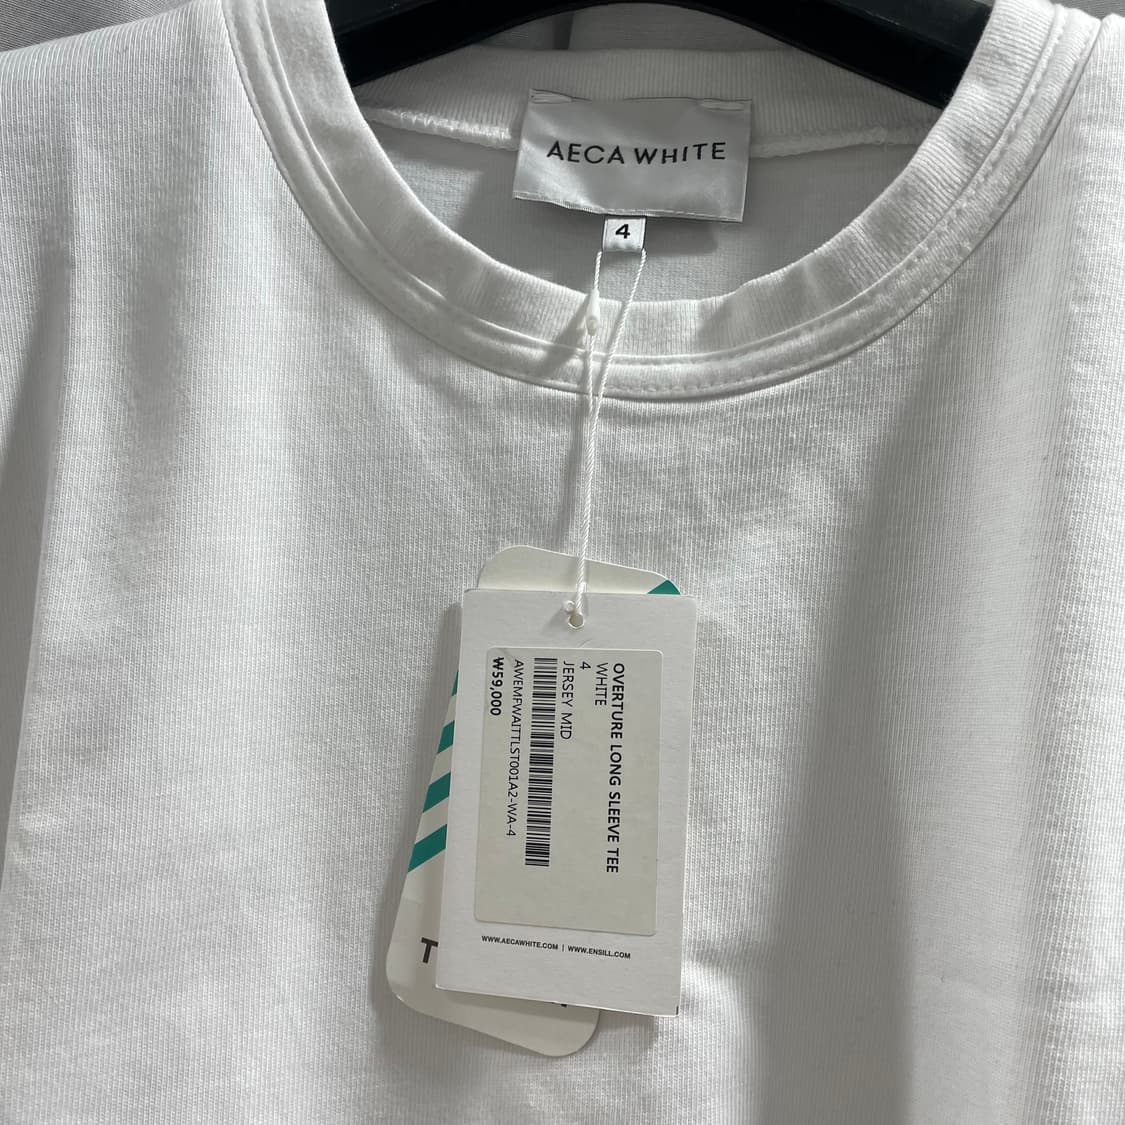 AECA WHITE
4
OVERTURE LONG SLEEVE TEE
WHITE
4
JERSEY MID
AWEMFWAITTLST001A2-WA-4
₩59,000
WWW.AECAWHITE.COM | WWW.ENSILL.COM